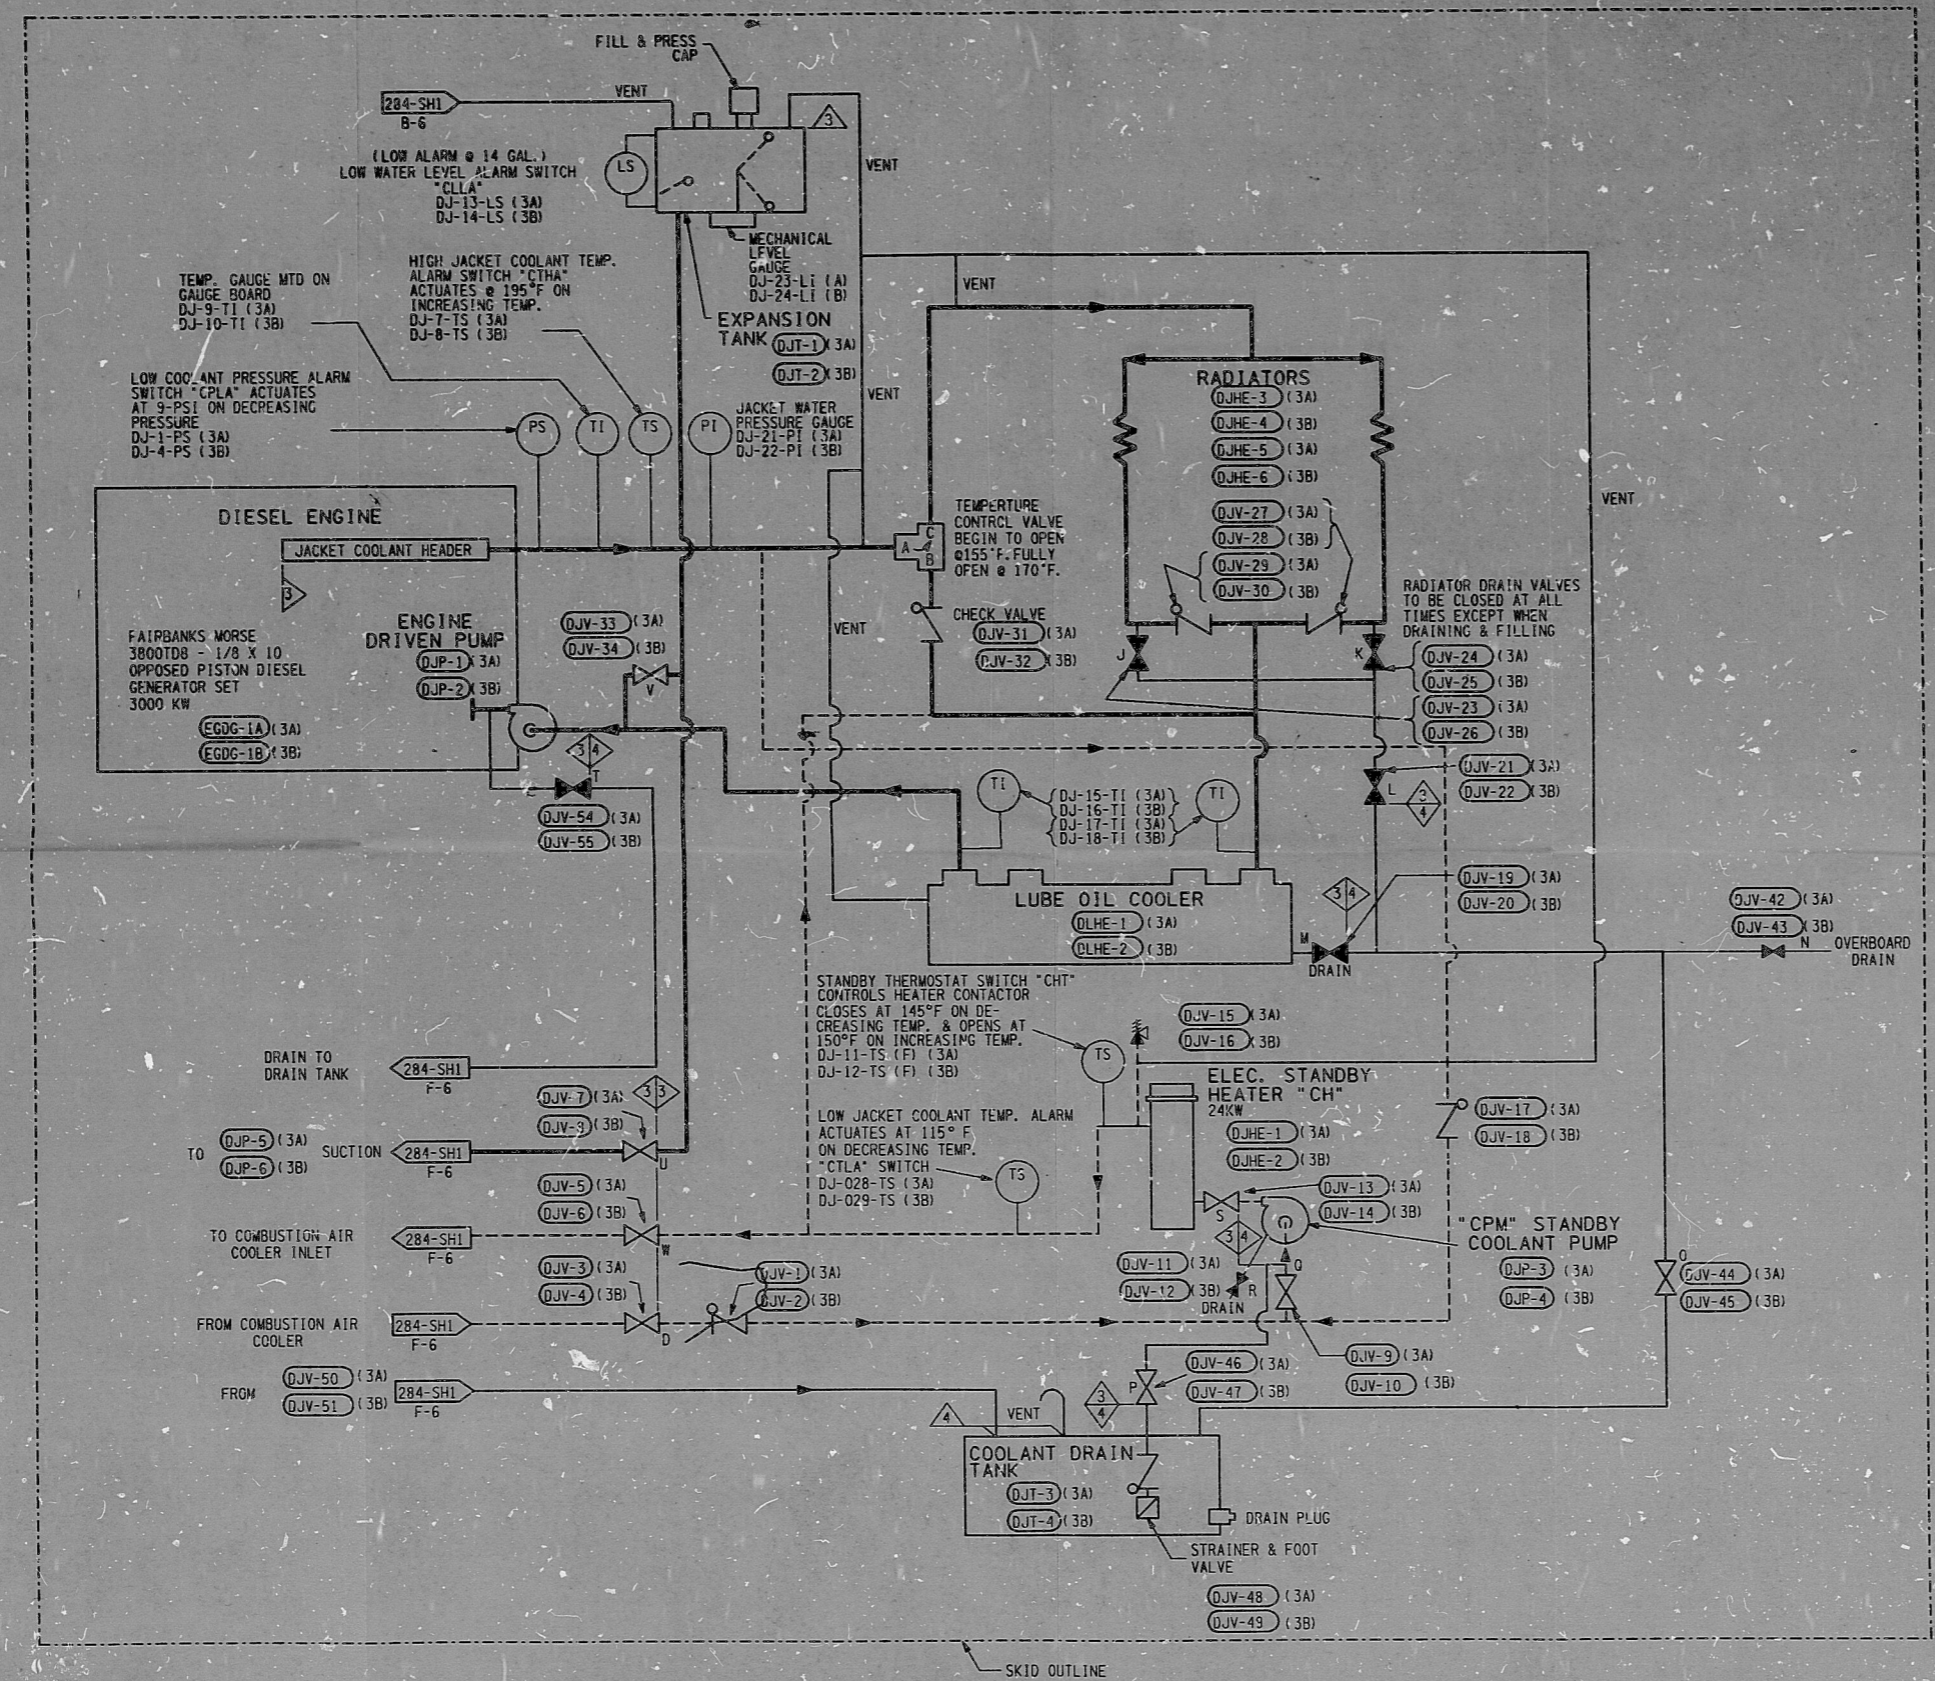 FILL & PRESS
CAP
284-SH1
B-6
VENT
3
(LOW ALARM @ 14 GAL.)
LOW WATER LEVEL ALARM SWITCH
"CLLA"
DJ-13-LS (3A)
DJ-14-LS (3B)
LS
VENT
MECHANICAL
LEVEL
GAUGE
DJ-23-Li (A)
DJ-24-Li (B)
HIGH JACKET COOLANT TEMP.
ALARM SWITCH "CTHA"
ACTUATES @ 195°F ON
INCREASING TEMP.
DJ-7-TS (3A)
DJ-8-TS (3B)
TEMP. GAUGE MTD ON
GAUGE BOARD
DJ-9-TI (3A)
DJ-10-TI (3B)
VENT
EXPANSION
TANK
DJT-1 (3A)
DJT-2 (3B)
LOW COOLANT PRESSURE ALARM
SWITCH "CPLA" ACTUATES
AT 9-PSI ON DECREASING
PRESSURE
DJ-1-PS (3A)
DJ-4-PS (3B)
PS
TI
TS
PI
JACKET WATER
PRESSURE GAUGE
DJ-21-PI (3A)
DJ-22-PI (3B)
VENT
RADIATORS
DJHE-3 (3A)
DJHE-4 (3B)
DJHE-5 (3A)
DJHE-6 (3B)
DJV-27 (3A)
DJV-28 (3B)
DJV-29 (3A)
DJV-30 (3B)
VENT
DIESEL ENGINE
JACKET COOLANT HEADER
3
TEMPERTURE
CONTROL VALVE
BEGIN TO OPEN
@155°F. FULLY
OPEN @ 170°F.
A
C
B
RADIATOR DRAIN VALVES
TO BE CLOSED AT ALL
TIMES EXCEPT WHEN
DRAINING & FILLING
DJV-24 (3A)
DJV-25 (3B)
DJV-23 (3A)
DJV-26 (3B)
ENGINE
DRIVEN PUMP
DJP-1 (3A)
DJP-2 (3B)
FAIRBANKS MORSE
3800TD8 - 1/8 X 10
OPPOSED PISTON DIESEL
GENERATOR SET
3000 KW
EGDG-1A (3A)
EGDG-1B (3B)
DJV-33 (3A)
DJV-34 (3B)
V
VENT
CHECK VALVE
DJV-31 (3A)
DJV-32 (3B)
J
K
3 4
T
DJV-54 (3A)
DJV-55 (3B)
TI
DJ-15-TI (3A)
DJ-16-TI (3B)
DJ-17-TI (3A)
DJ-18-TI (3B)
TI
DJV-21 (3A)
DJV-22 (3B)
L
3
4
LUBE OIL COOLER
DLHE-1 (3A)
DLHE-2 (3B)
3 4
DJV-19 (3A)
DJV-20 (3B)
M
DRAIN
DJV-42 (3A)
DJV-43 (3B)
N
OVERBOARD
DRAIN
STANDBY THERMOSTAT SWITCH "CHT"
CONTROLS HEATER CONTACTOR
CLOSES AT 145°F ON DE-
CREASING TEMP. & OPENS AT
150°F ON INCREASING TEMP.
DJ-11-TS (F) (3A)
DJ-12-TS (F) (3B)
TS
DJV-15 (3A)
DJV-16 (3B)
DRAIN TO
DRAIN TANK
284-SH1
F-6
ELEC. STANDBY
HEATER "CH"
24KW
DJHE-1 (3A)
DJHE-2 (3B)
DJV-17 (3A)
DJV-18 (3B)
3 3
DJV-7 (3A)
(3B)
U
TO
DJP-5 (3A)
DJP-6 (3B)
SUCTION
284-SH1
F-6
LOW JACKET COOLANT TEMP. ALARM
ACTUATES AT 115° F
ON DECREASING TEMP.
"CTLA" SWITCH
DJ-028-TS (3A)
DJ-029-TS (3B)
TS
DJV-5 (3A)
DJV-6 (3B)
W
TO COMBUSTION AIR
COOLER INLET
284-SH1
F-6
S
3 4
DJV-13 (3A)
DJV-14 (3B)
"CPM" STANDBY
COOLANT PUMP
DJP-3 (3A)
DJP-4 (3B)
DJV-11 (3A)
DJV-12 (3B)
R
DRAIN
Q
DJV-3 (3A)
DJV-4 (3B)
D
DJV-1 (3A)
DJV-2 (3B)
FROM COMBUSTION AIR
COOLER
284-SH1
F-6
O
DJV-44 (3A)
DJV-45 (3B)
FROM
DJV-50 (3A)
DJV-51 (3B)
284-SH1
F-6
DJV-46 (3A)
DJV-47 (3B)
P
3
4
DJV-9 (3A)
DJV-10 (3B)
4
VENT
COOLANT DRAIN
TANK
DJT-3 (3A)
DJT-4 (3B)
DRAIN PLUG
STRAINER & FOOT
VALVE
DJV-48 (3A)
DJV-49 (3B)
SKID OUTLINE